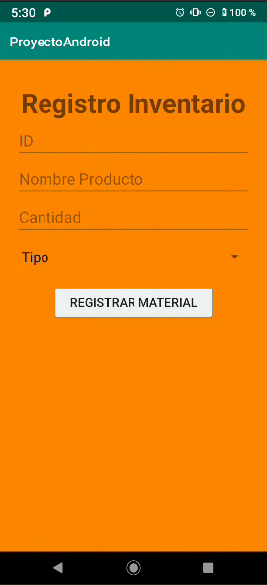 5:30
100 %
ProyectoAndroid
Registro Inventario
ID
Nombre Producto
Cantidad
Tipo
REGISTRAR MATERIAL